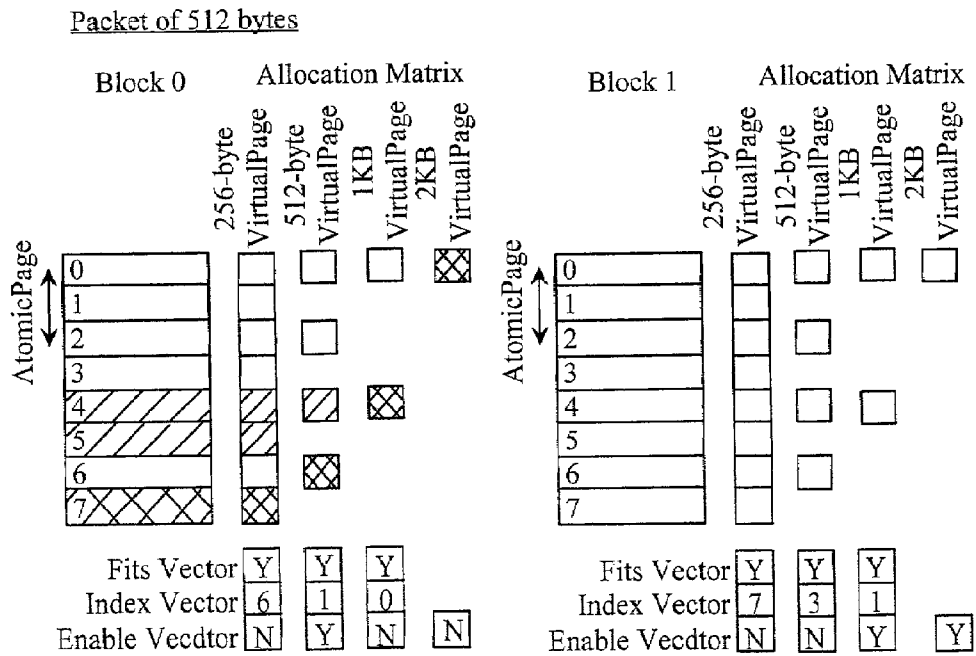 Packet of 512 bytes
Block 0 Allocation Matrix
256-byte VirtualPage
512-byte VirtualPage
1KB VirtualPage
2KB VirtualPage
AtomicPage
0
1
2
3
4
5
6
7
Fits Vector Y Y Y
Index Vector 6 1 0
Enable Vecdtor N Y N N
Block 1 Allocation Matrix
256-byte VirtualPage
512-byte VirtualPage
1KB VirtualPage
2KB VirtualPage
AtomicPage
0
1
2
3
4
5
6
7
Fits Vector Y Y Y
Index Vector 7 3 1
Enable Vecdtor N N Y Y